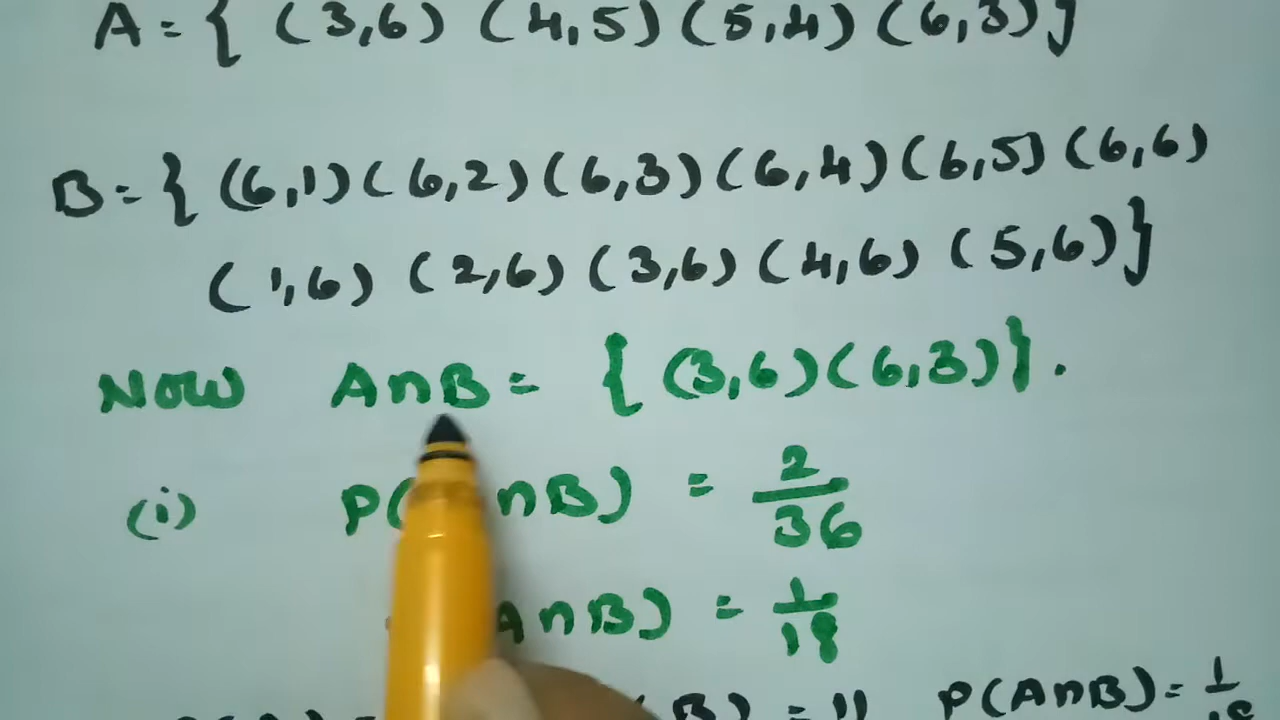 A = { (3,6) (4,5) (5,4) (6,3) }
B = { (6,1) (6,2) (6,3) (6,4) (6,5) (6,6)
(1,6) (2,6) (3,6) (4,6) (5,6) }
Now A∩B = { (3,6) (6,3) }.
(i) P( ∩B) = 2/36
A∩B) = 1/18
B) = 11 P(A∩B) = 1/18